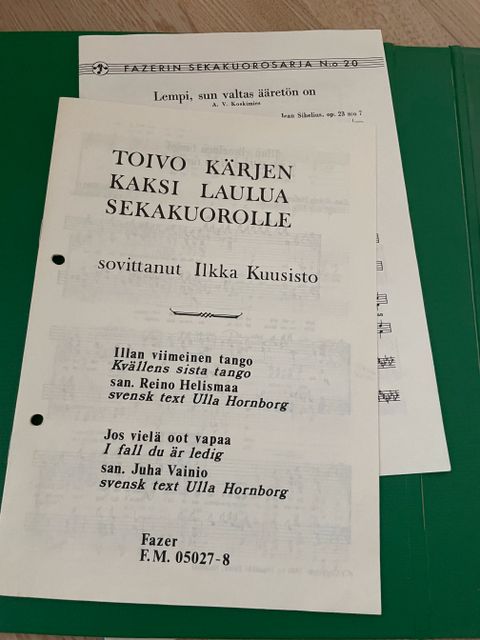 FAZERIN SEKAKUOROSARJA N:o 20
Lempi, sun valtas ääretön on
A. V. Koskimies
Jean Sibelius, op. 23 n:o 7
TOIVO KÄRJEN
KAKSI LAULUA
SEKAKUOROLLE
sovittanut Ilkka Kuusisto
Illan viimeinen tango
Kvällens sista tango
san. Reino Helismaa
svensk text Ulla Hornborg
Jos vielä oot vapaa
I fall du är ledig
san. Juha Vainio
svensk text Ulla Hornborg
Fazer
F.M. 05027-8